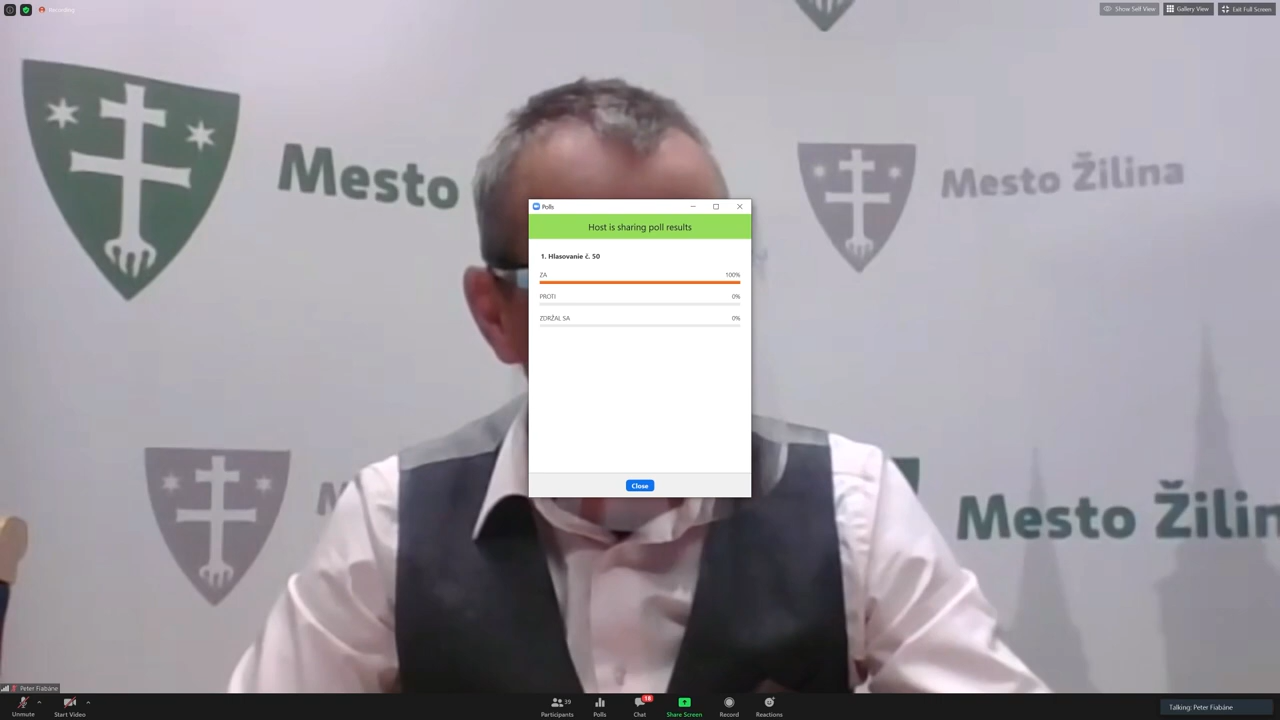 Recording
Show Self View
Gallery View
Exit Full Screen
Mesto
Mesto Žilina
Polls
Host is sharing poll results
1. Hlasovanie č. 50
ZA 100%
PROTI 0%
ZDRŽAL SA 0%
Close
M
Mesto Žilin
Peter Fiabáne
Unmute
Start Video
Participants 39
Polls
Chat 18
Share Screen
Record
Reactions
Talking: Peter Fiabáne